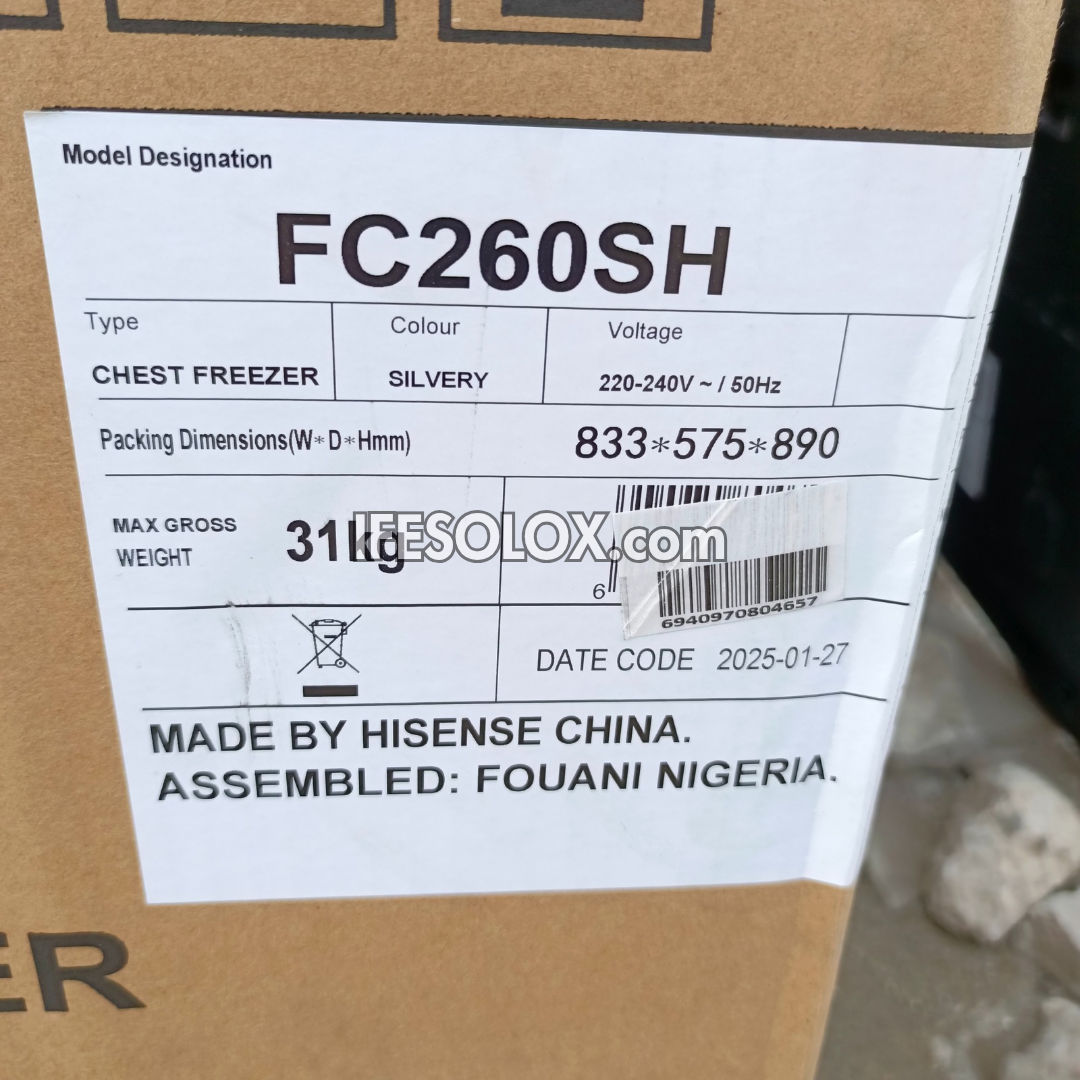 Model Designation
FC260SH
Type
Colour
Voltage
CHEST FREEZER
SILVERY
220-240V ~ / 50Hz
Packing Dimensions(W*D*Hmm)
833*575*890
MAX GROSS
WEIGHT
31kg
IFESOLOX.com
6
6940970804657
DATE CODE 2025-01-27
MADE BY HISENSE CHINA.
ASSEMBLED: FOUANI NIGERIA.
ER